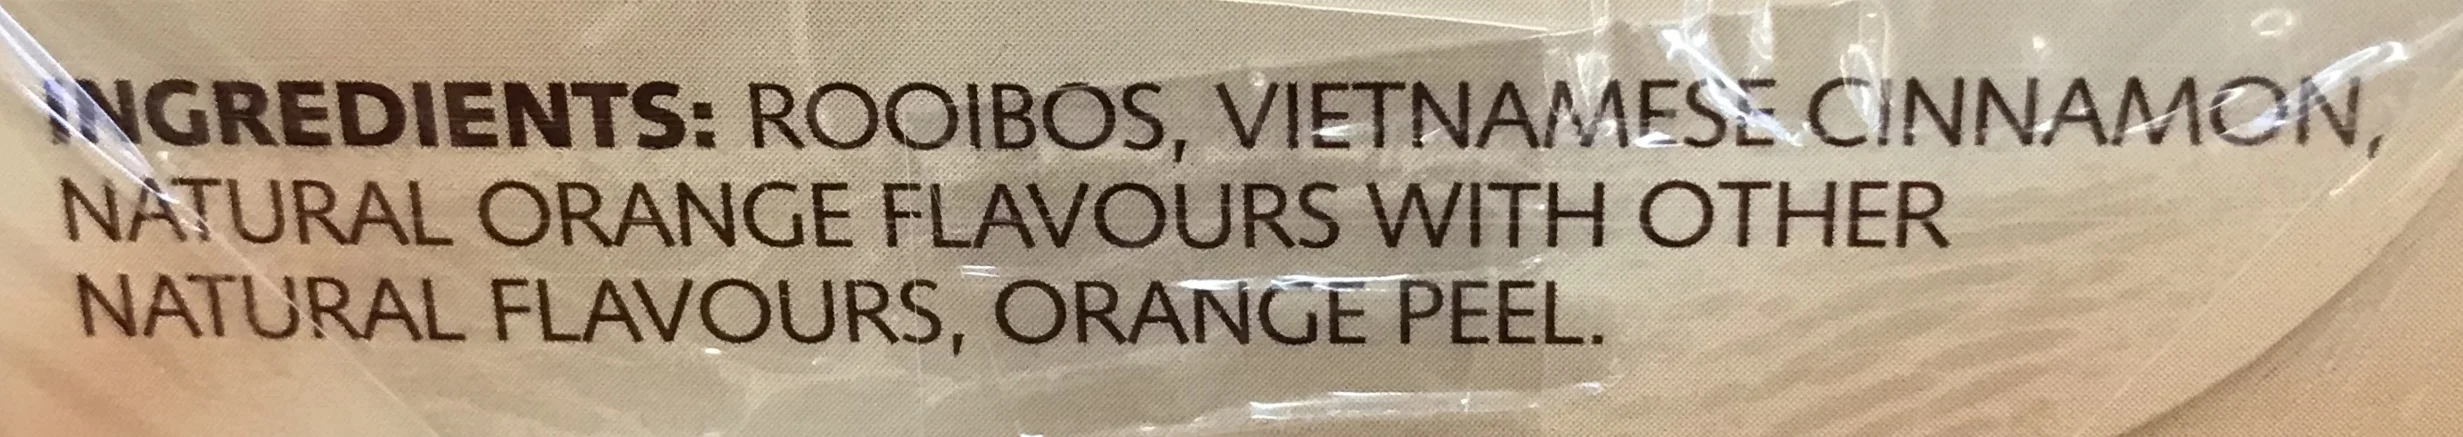 INGREDIENTS: ROOIBOS, VIETNAMESE CINNAMON,
NATURAL ORANGE FLAVOURS WITH OTHER
NATURAL FLAVOURS, ORANGE PEEL.